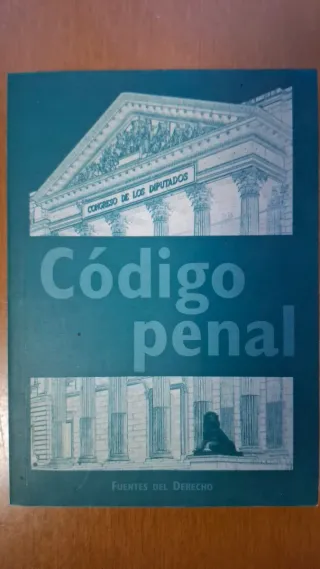 CONGRESO DE LOS DIPUTADOS
Código
penal
FUENTES DEL DERECHO